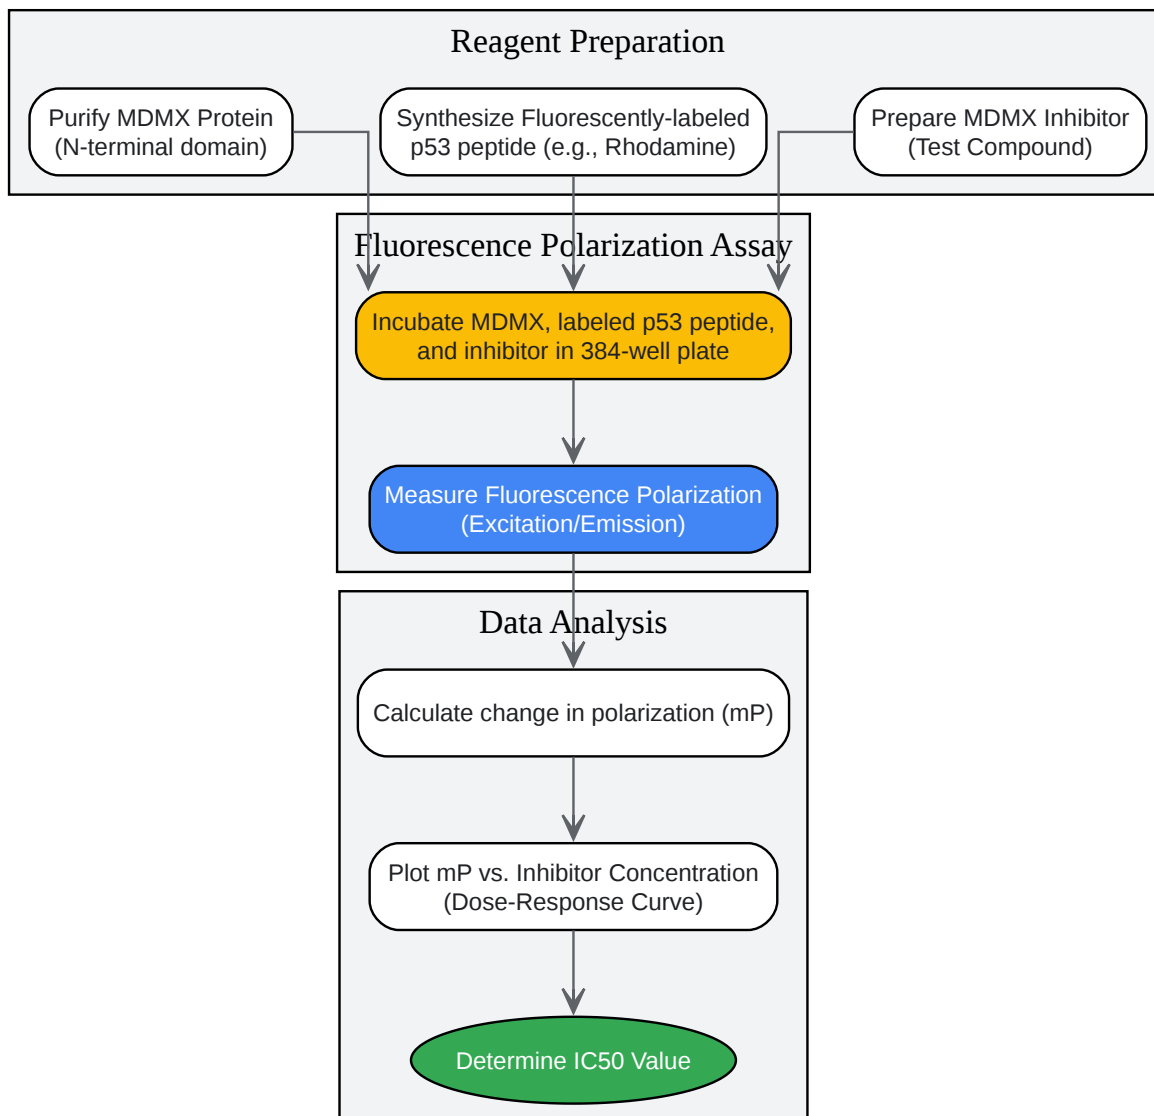 Reagent Preparation
Purify MDMX Protein
(N-terminal domain)
Synthesize Fluorescently-labeled
p53 peptide (e.g., Rhodamine)
Prepare MDMX Inhibitor
(Test Compound)
Fluorescence Polarization Assay
Incubate MDMX, labeled p53 peptide,
and inhibitor in 384-well plate
Measure Fluorescence Polarization
(Excitation/Emission)
Data Analysis
Calculate change in polarization (mP)
Plot mP vs. Inhibitor Concentration
(Dose-Response Curve)
Determine IC50 Value